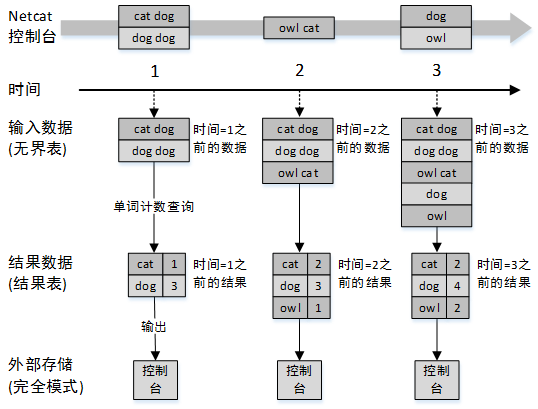 Netcat
控制台
cat dog
dog dog
owl cat
dog
owl
1
2
3
时间
输入数据
(无界表)
cat dog
dog dog
时间=1之
前的数据
cat dog
dog dog
owl cat
时间=2之
前的数据
cat dog
dog dog
owl cat
dog
owl
时间=3之
前的数据
单词计数查询
结果数据
(结果表)
cat 1
dog 3
时间=1之
前的结果
cat 2
dog 3
owl 1
时间=2之
前的结果
cat 2
dog 4
owl 2
时间=3之
前的结果
输出
外部存储
(完全模式)
控制
台
控制
台
控制
台